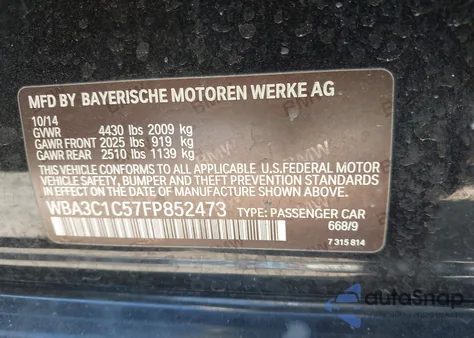 MFD BY BAYERISCHE MOTOREN WERKE AG
10/14
GVWR 4430 lbs 2009 kg
GAWR FRONT 2025 lbs 919 kg
GAWR REAR 2510 lbs 1139 kg
THIS VEHICLE CONFORMS TO ALL APPLICABLE U.S.FEDERAL MOTOR
VEHICLE SAFETY, BUMPER AND THEFT PREVENTION STANDARDS
IN EFFECT ON THE DATE OF MANUFACTURE SHOWN ABOVE.
WBA3C1C57FP852473 TYPE: PASSENGER CAR
668/9
7 315 814
autoSnap